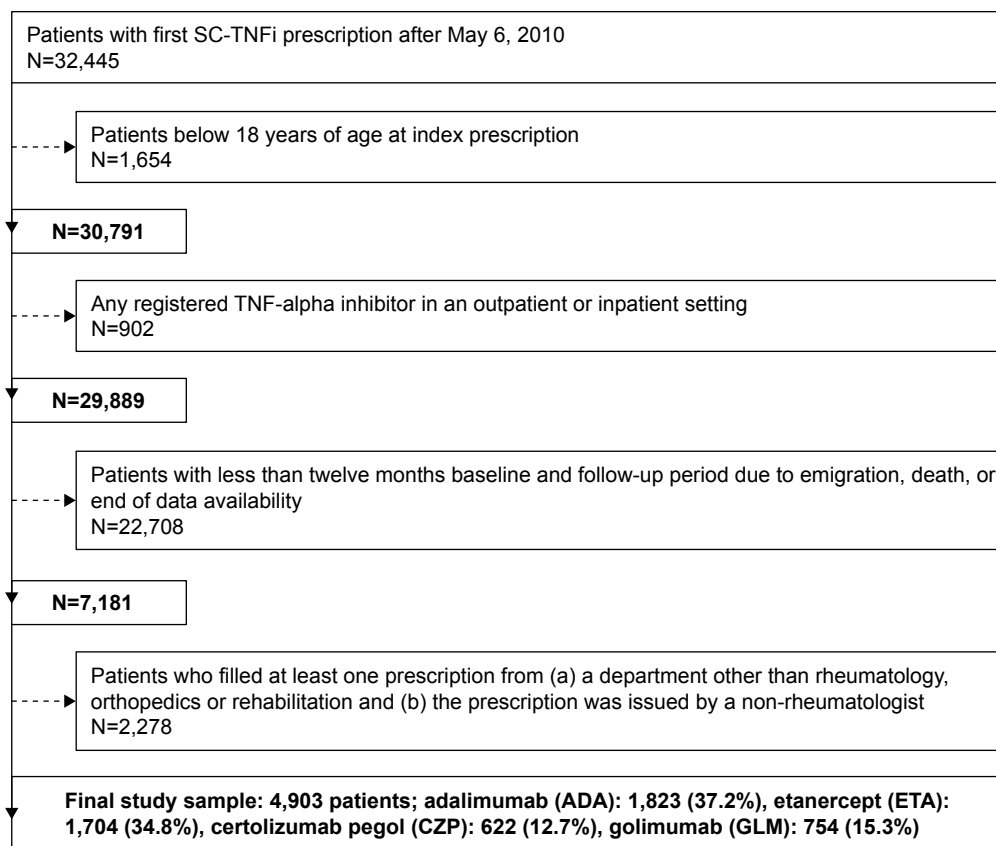 Patients with first SC-TNFi prescription after May 6, 2010
N=32,445
Patients below 18 years of age at index prescription
N=1,654
N=30,791
Any registered TNF-alpha inhibitor in an outpatient or inpatient setting
N=902
N=29,889
Patients with less than twelve months baseline and follow-up period due to emigration, death, or
end of data availability
N=22,708
N=7,181
Patients who filled at least one prescription from (a) a department other than rheumatology,
orthopedics or rehabilitation and (b) the prescription was issued by a non-rheumatologist
N=2,278
Final study sample: 4,903 patients; adalimumab (ADA): 1,823 (37.2%), etanercept (ETA):
1,704 (34.8%), certolizumab pegol (CZP): 622 (12.7%), golimumab (GLM): 754 (15.3%)